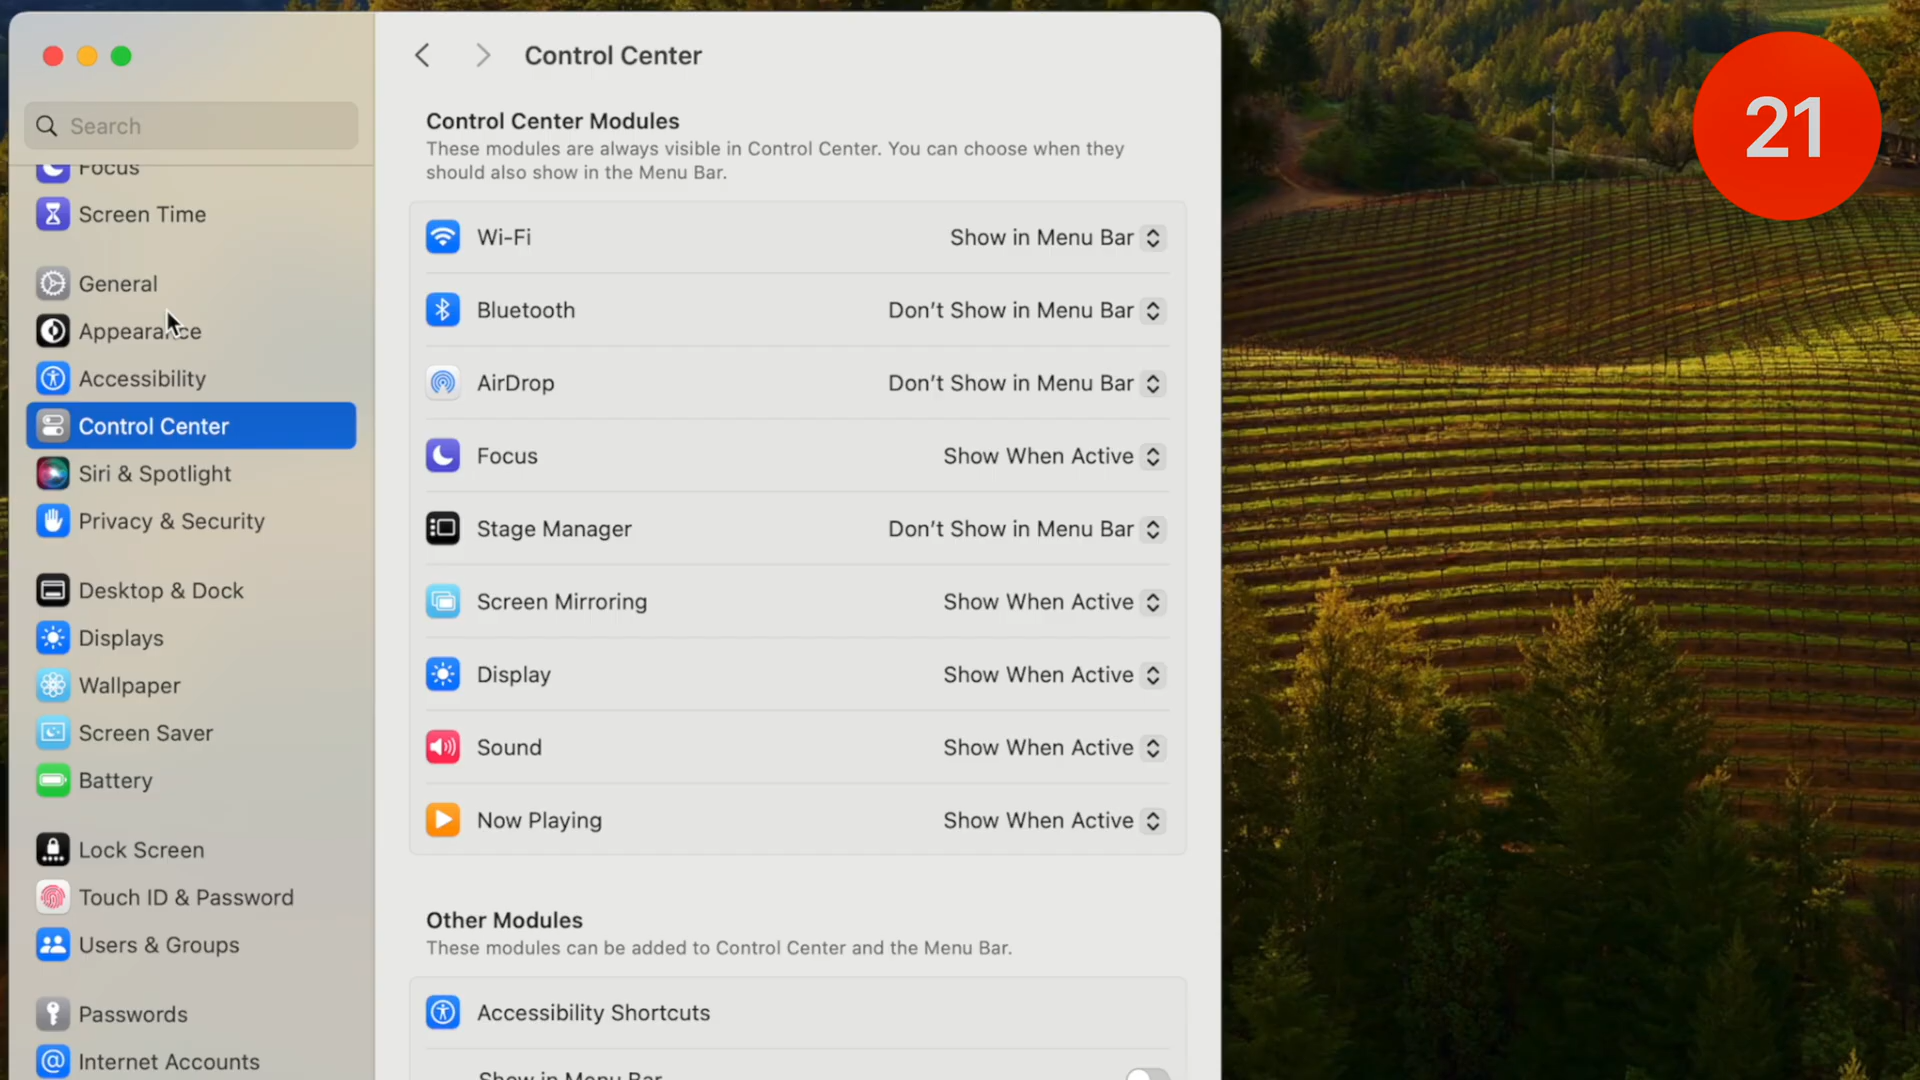 Control Center
21
Search
Focus
Screen Time
General
Appearance
Accessibility
Control Center
Siri & Spotlight
Privacy & Security
Desktop & Dock
Displays
Wallpaper
Screen Saver
Battery
Lock Screen
Touch ID & Password
Users & Groups
Passwords
Internet Accounts
Control Center Modules
These modules are always visible in Control Center. You can choose when they
should also show in the Menu Bar.
Wi-Fi Show in Menu Bar
Bluetooth Don’t Show in Menu Bar
AirDrop Don’t Show in Menu Bar
Focus Show When Active
Stage Manager Don’t Show in Menu Bar
Screen Mirroring Show When Active
Display Show When Active
Sound Show When Active
Now Playing Show When Active
Other Modules
These modules can be added to Control Center and the Menu Bar.
Accessibility Shortcuts
Show in Menu Bar